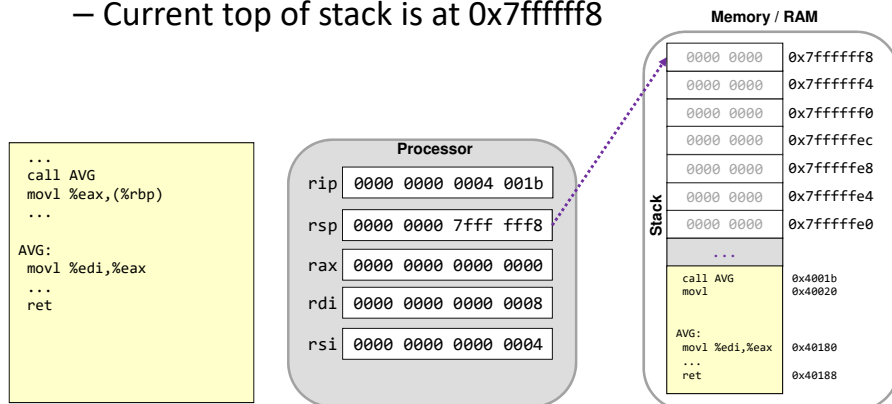 – Current top of stack is at 0x7ffffff8
Memory / RAM
0000 0000 0x7ffffff8
0000 0000 0x7ffffff4
0000 0000 0x7ffffff0
0000 0000 0x7fffffec
0000 0000 0x7fffffe8
0000 0000 0x7fffffe4
0000 0000 0x7fffffe0
...
Stack
call AVG 0x4001b
movl 0x40020
AVG:
movl %edi,%eax 0x40180
...
ret 0x40188
Processor
rip 0000 0000 0004 001b
rsp 0000 0000 7fff fff8
rax 0000 0000 0000 0000
rdi 0000 0000 0000 0008
rsi 0000 0000 0000 0004
...
call AVG
movl %eax,(%rbp)
...
AVG:
movl %edi,%eax
...
ret